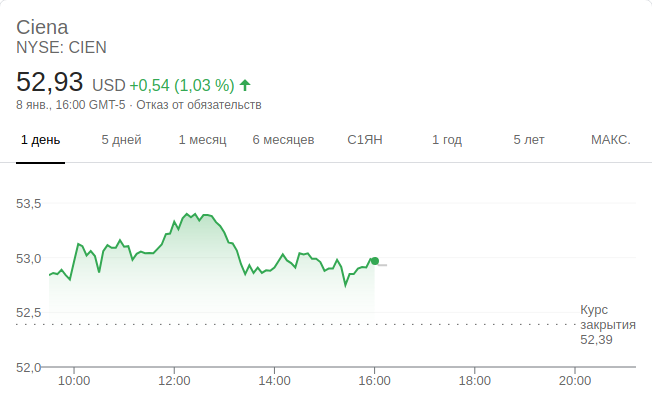 Ciena
NYSE: CIEN
52,93 USD +0,54 (1,03 %)
8 янв., 16:00 GMT-5 · Отказ от обязательств
1 день 5 дней 1 месяц 6 месяцев С1ЯН 1 год 5 лет МАКС.
53,5
53,0
52,5
Курс
закрытия
52,39
52,0
10:00 12:00 14:00 16:00 18:00 20:00